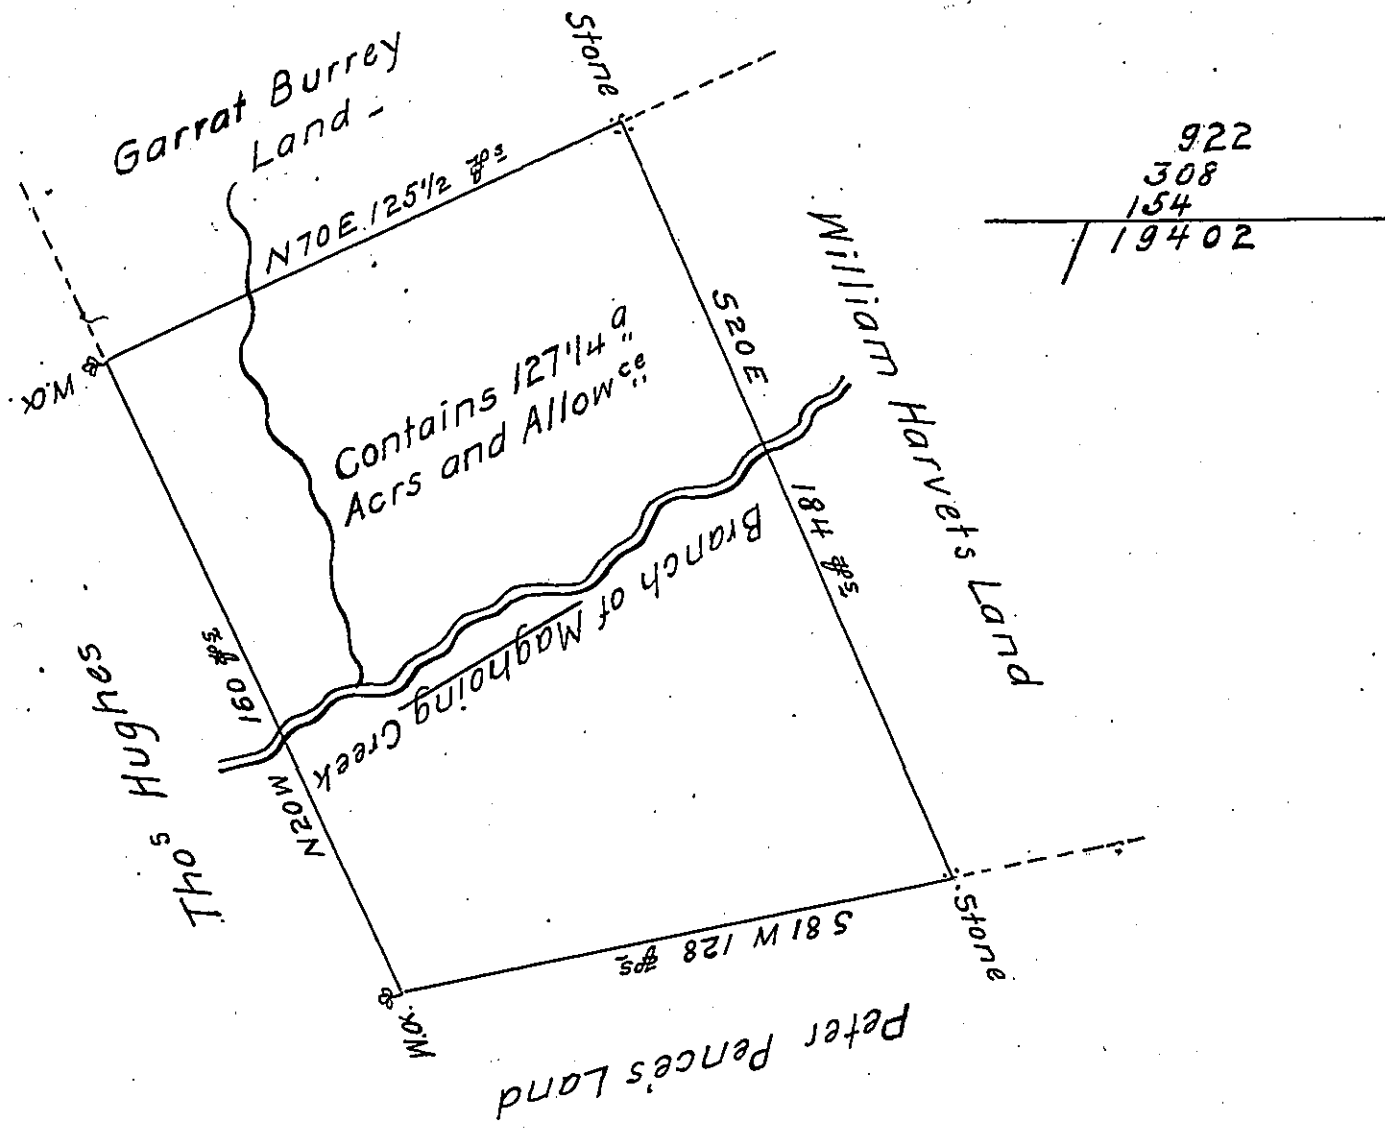 Garrat Burrey
Land -
Stone
N70E 125 1/2 ps
922
308
154
19402
W.O.
Contains 127 1/4 a
Acrs and Allowce
S20E
184 ps
William Harvets Land
Branch of Maghoing Creek
160 ps
N20W
Thos Hughes
S81W 128 ps
Stone
W.O.
Peter Pence's Land